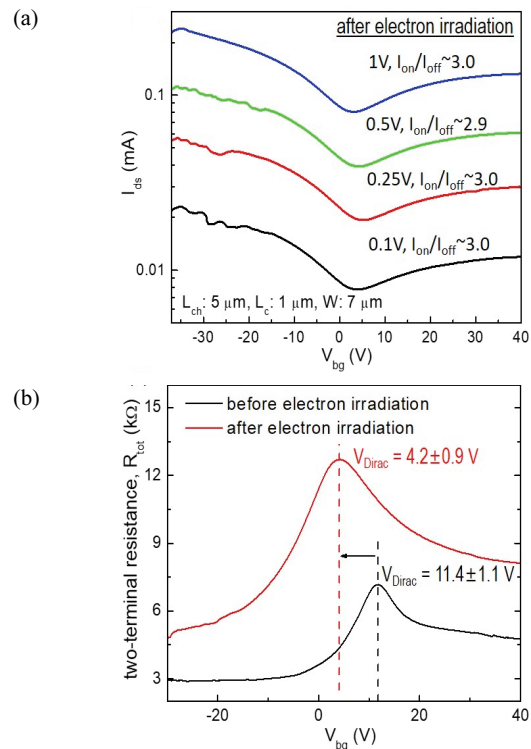 (a)
after electron irradiation
1V, Ion/Ioff~3.0
0.5V, Ion/Ioff~2.9
0.25V, Ion/Ioff~3.0
0.1V, Ion/Ioff~3.0
Lch: 5 μm, Lc: 1 μm, W: 7 μm
0.1
0.01
Ids (mA)
-30 -20 -10 0 10 20 30 40
Vbg (V)
(b)
before electron irradiation
after electron irradiation
VDirac = 4.2±0.9 V
VDirac = 11.4±1.1V
15
12
9
6
3
two-terminal resistance, Rtot (kΩ)
-20 0 20 40
Vbg (V)